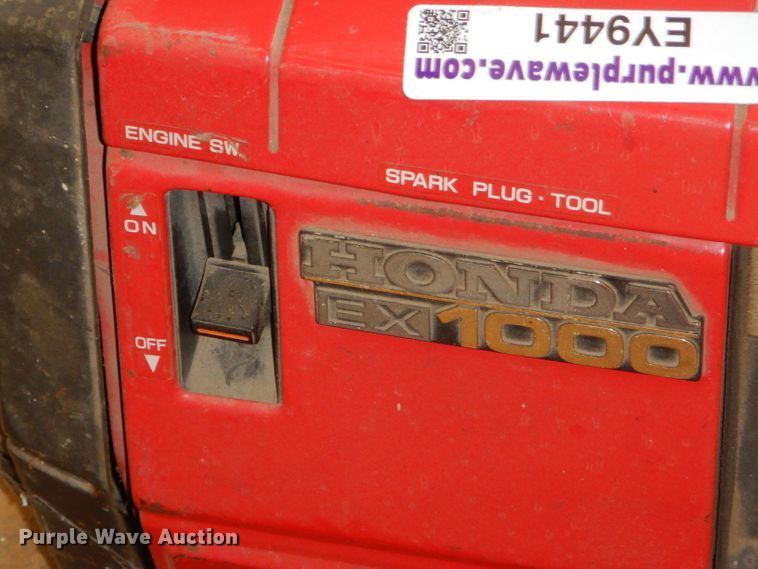 EY9441
www.purplewave.com
ENGINE SW.
SPARK PLUG · TOOL
ON
HONDA
EX 1000
OFF
Purple Wave Auction